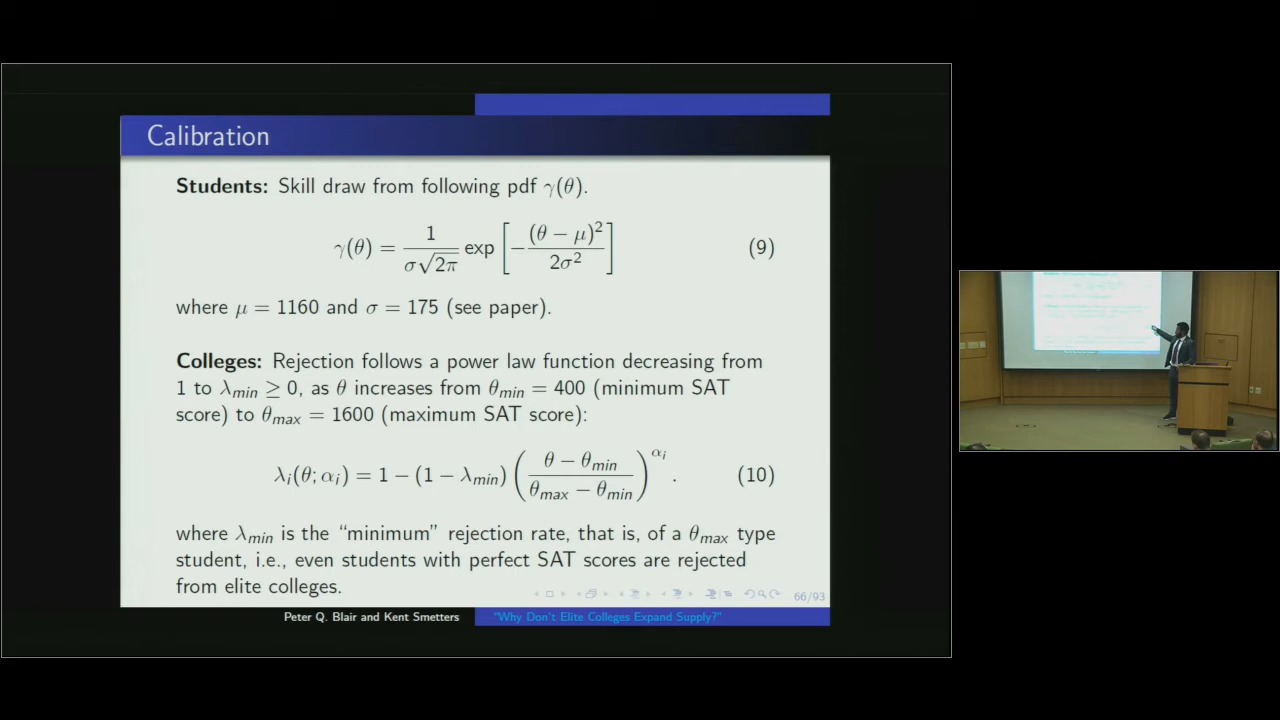 Calibration
Students: Skill draw from following pdf γ(θ).
γ(θ) = 1/(σ√2π) exp[−(θ − μ)²/2σ²] (9)
where μ = 1160 and σ = 175 (see paper).
Colleges: Rejection follows a power law function decreasing from
1 to λmin ≥ 0, as θ increases from θmin = 400 (minimum SAT
score) to θmax = 1600 (maximum SAT score):
λi(θ; αi) = 1 − (1 − λmin) ((θ − θmin)/(θmax − θmin))^αi. (10)
where λmin is the “minimum” rejection rate, that is, of a θmax type
student, i.e., even students with perfect SAT scores are rejected
from elite colleges.
66/93
Peter Q. Blair and Kent Smetters “Why Don’t Elite Colleges Expand Supply?”